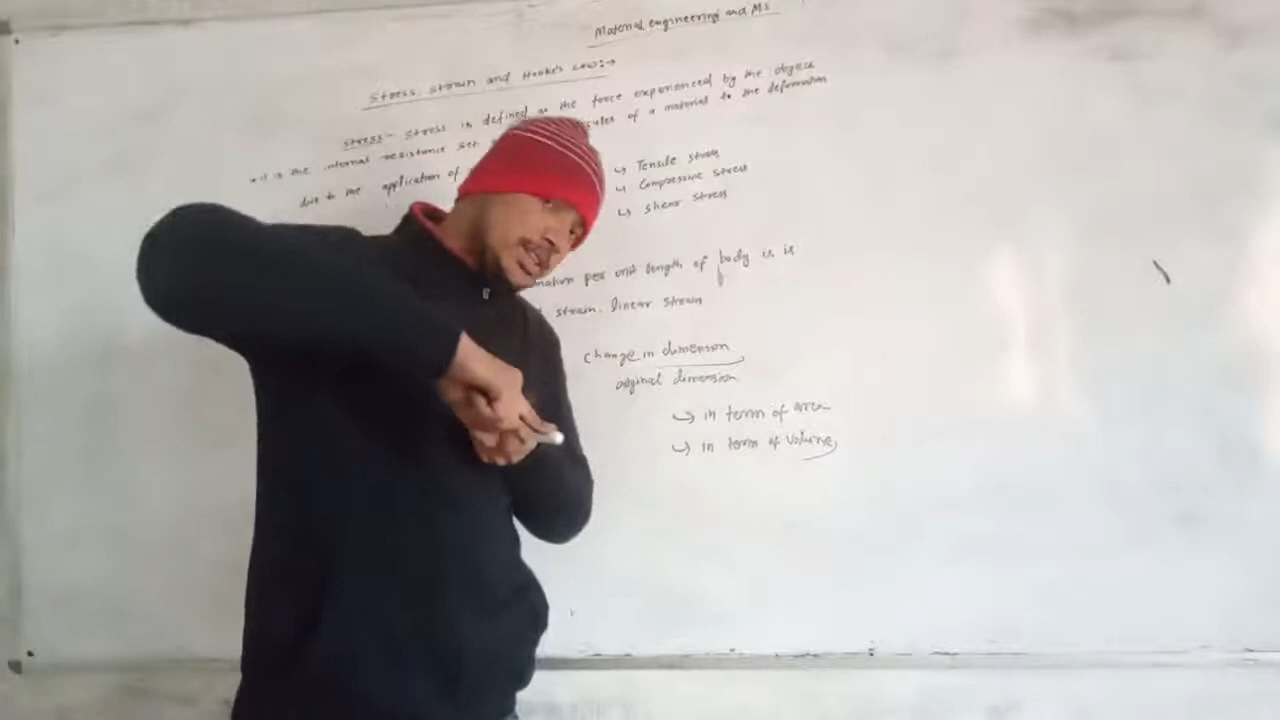 Material engineering and MS
Stress, strain and Hooke's Law:→
Stress - Stress is defined as the force experienced by the object
* it is the internal resistance set of a material to the deformation
due to the application of
↳ Tensile stress
↳ Compressive stress
↳ Shear stress
per unit length of body is is
strain. linear strain
change in dimension
original dimension
↳ in term of area
↳ in term of volume